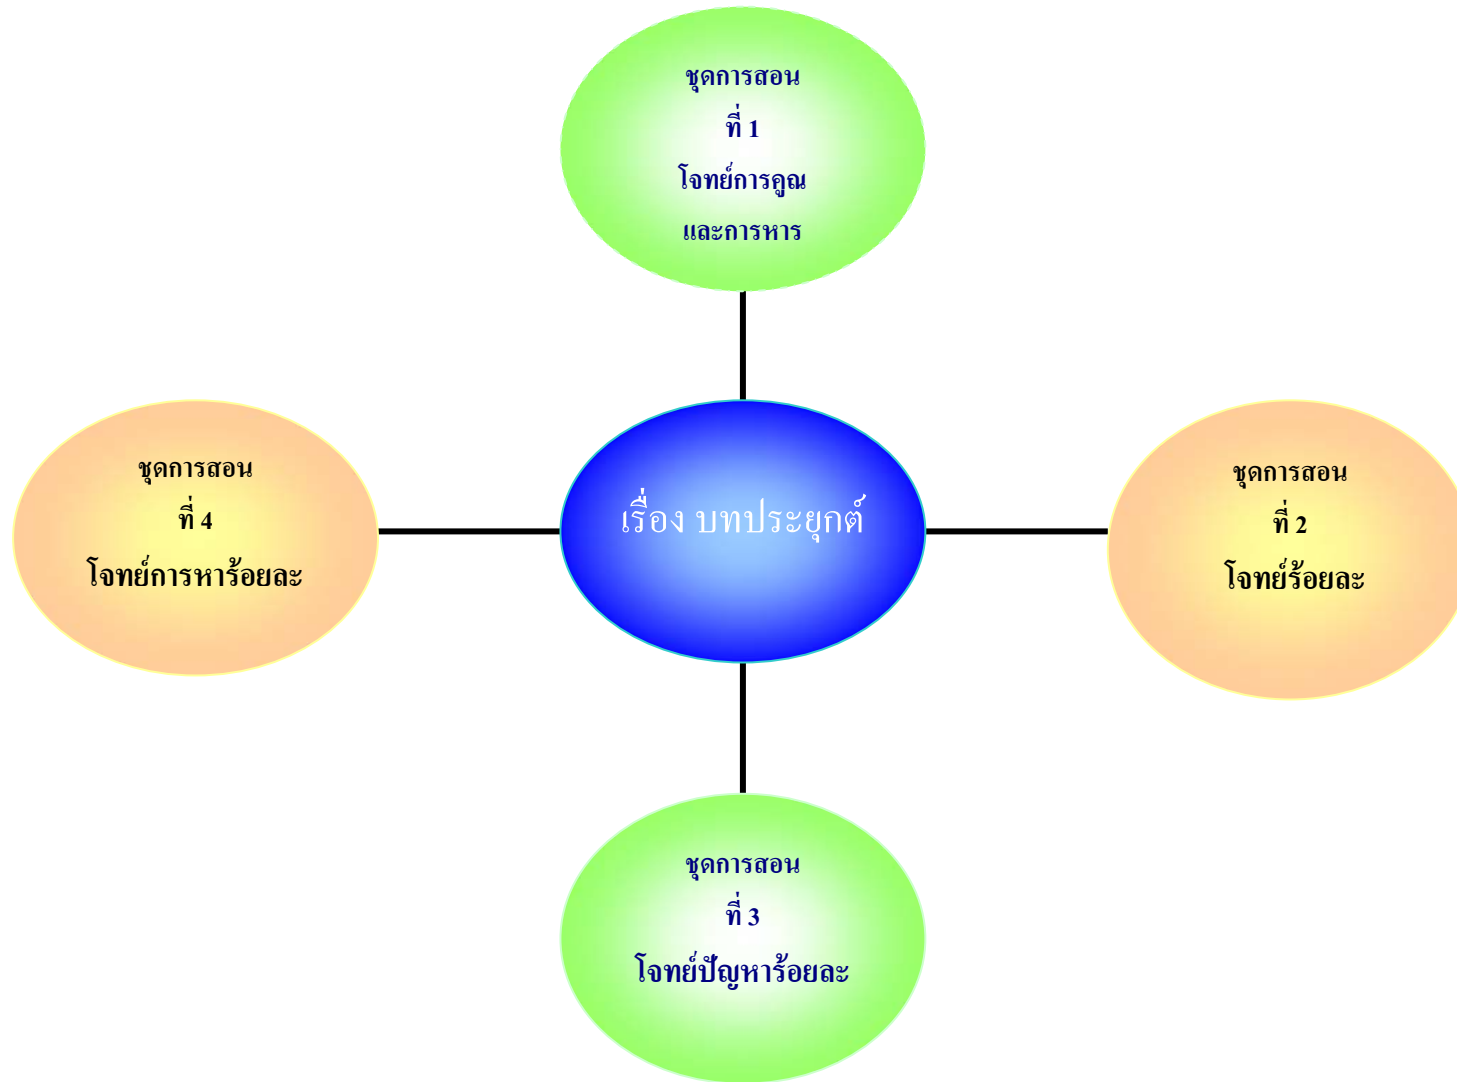 ชุดการสอน
ที่ 1
โจทย์การคูณ
และการหาร
เรื่อง บทประยุกต์
ชุดการสอน
ที่ 2
โจทย์ร้อยละ
ชุดการสอน
ที่ 3
โจทย์ปัญหาร้อยละ
ชุดการสอน
ที่ 4
โจทย์การหาร้อยละ